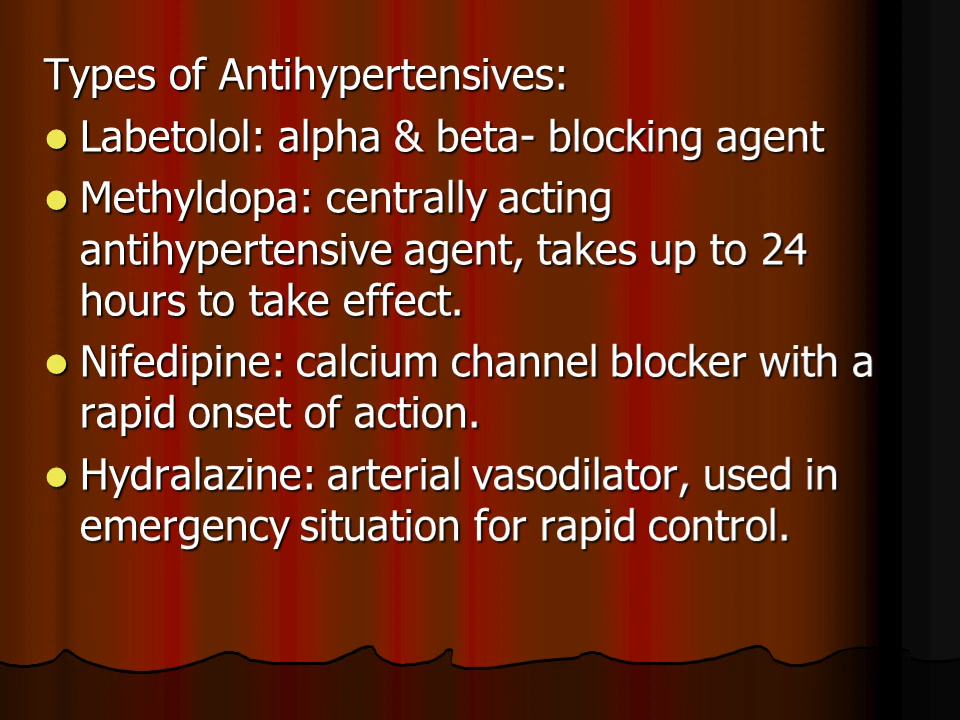 Types of Antihypertensives:
● Labetolol: alpha & beta- blocking agent
● Methyldopa: centrally acting
antihypertensive agent, takes up to 24
hours to take effect.
● Nifedipine: calcium channel blocker with a
rapid onset of action.
● Hydralazine: arterial vasodilator, used in
emergency situation for rapid control.